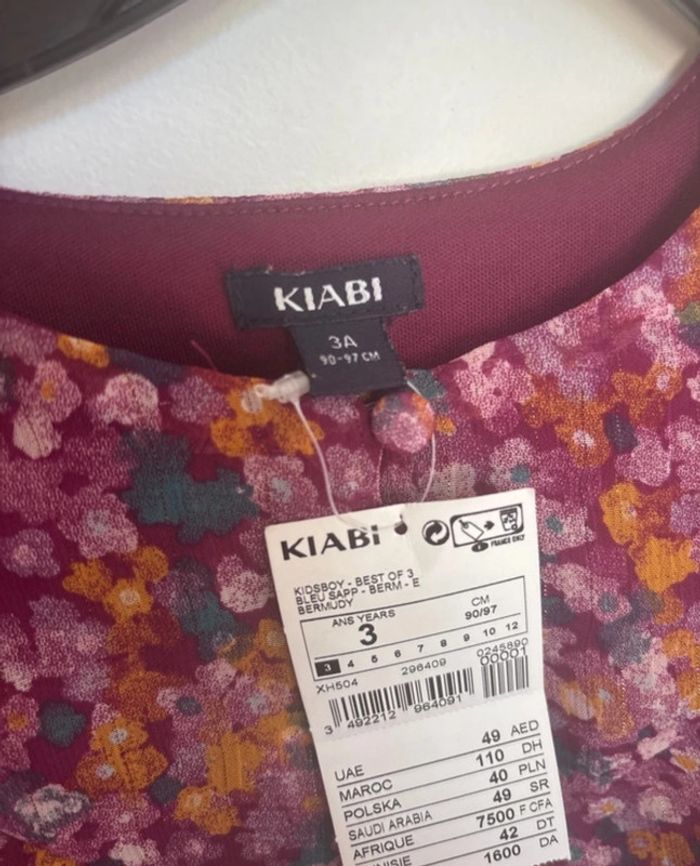 KIABI
3A
90-97 CM
KIABI
FRANCE ONLY
KIDSBOY - BEST OF 3
BLEU SAPP - BERM - E
BERMUDY
ANS YEARS CM
3 90/97
3 4 5 6 7 8 9 10 12
XH504 296409 0245890
00001
3 492212 964091
UAE 49 AED
MAROC 110 DH
POLSKA 40 PLN
SAUDI ARABIA 49 SR
AFRIQUE 7500 F CFA
42 DT
1600 DA